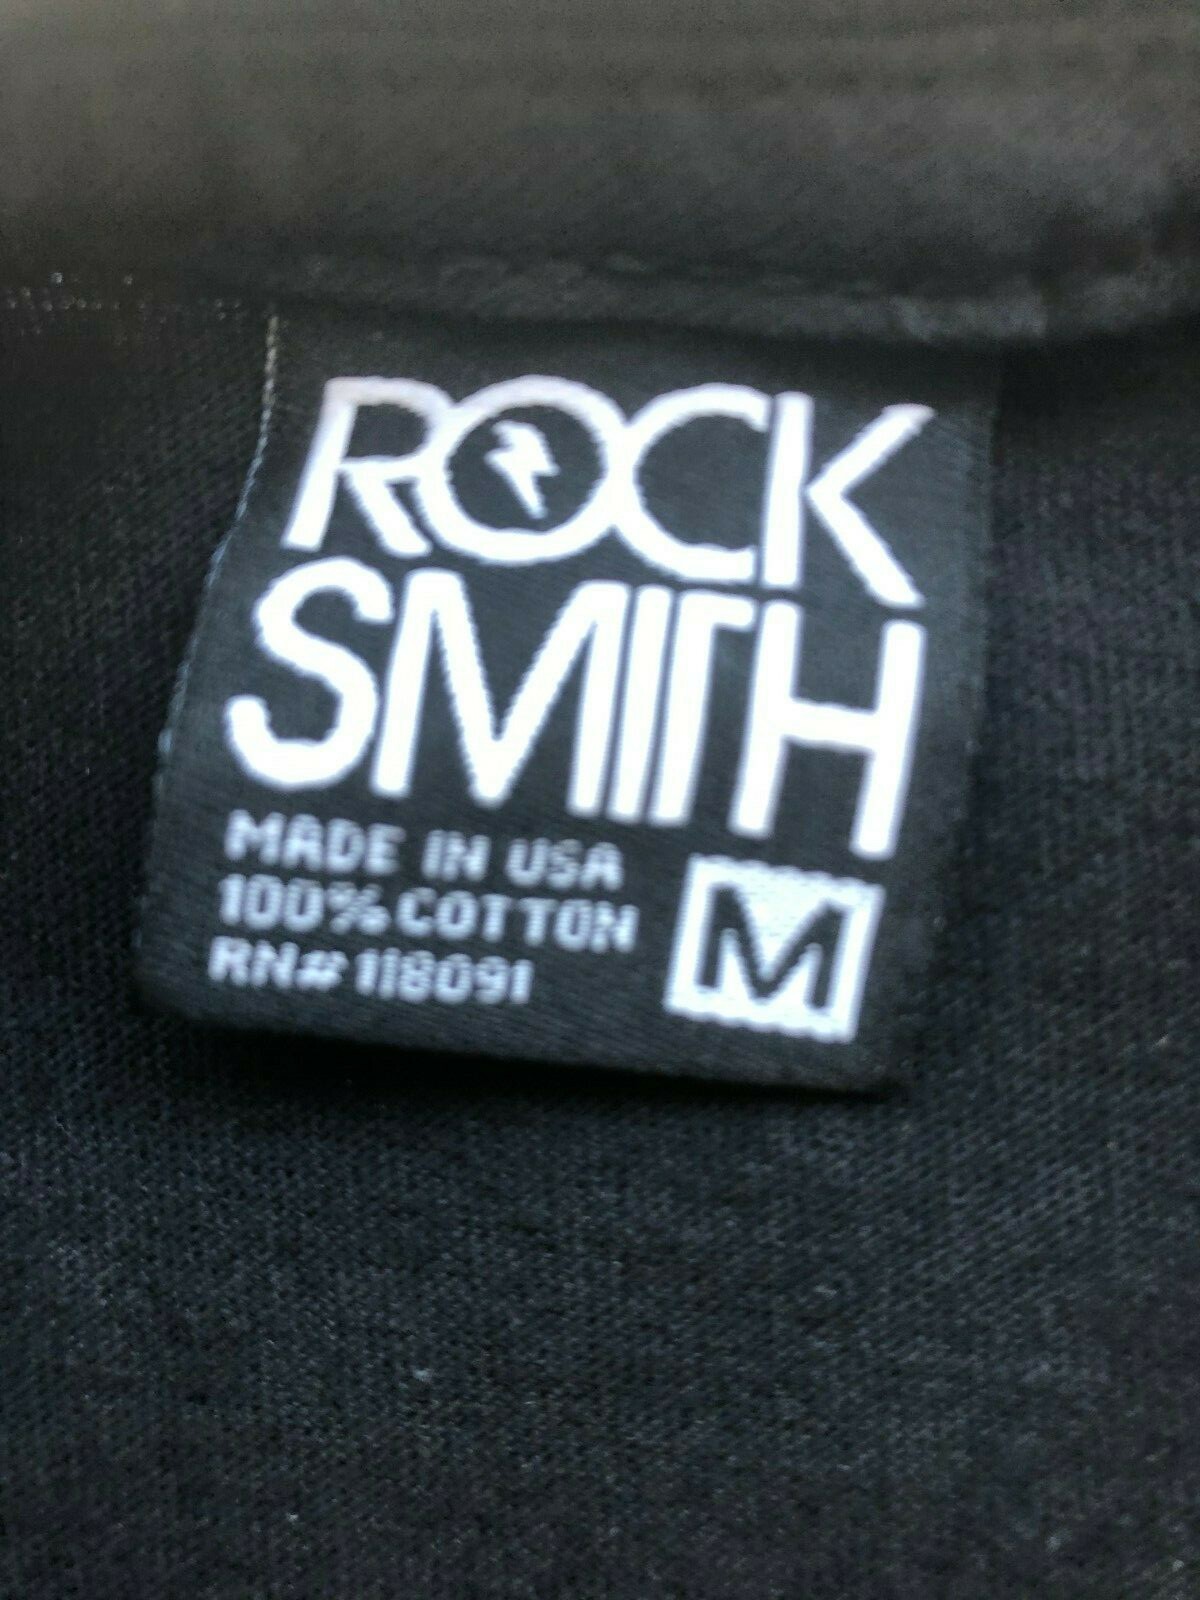 ROCK
SMITH
MADE IN USA
100% COTTON
RN# 118091
M